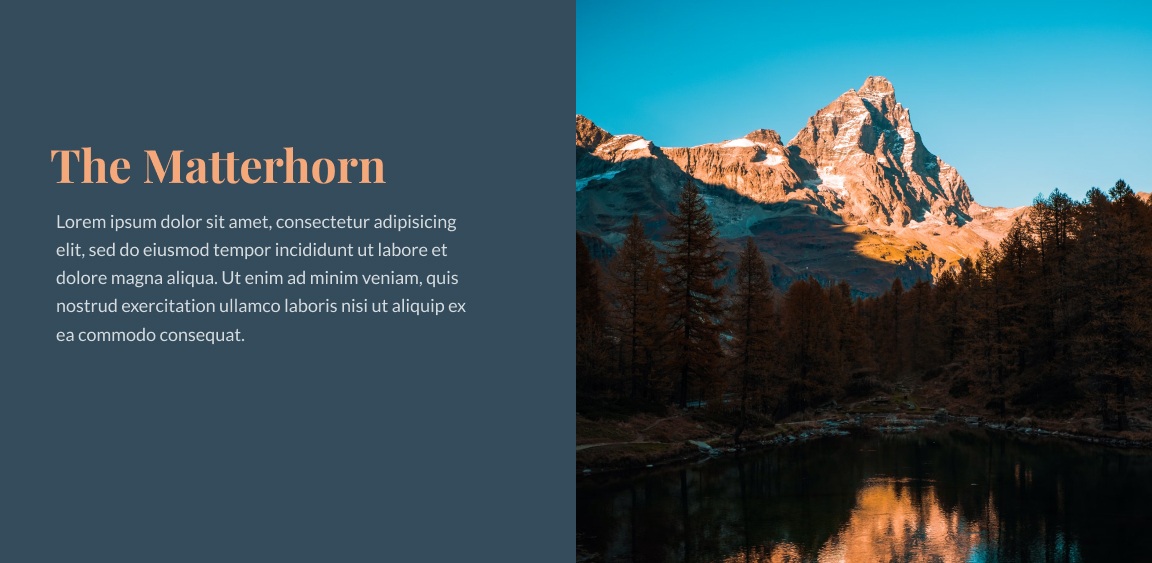 The Matterhorn
Lorem ipsum dolor sit amet, consectetur adipisicing
elit, sed do eiusmod tempor incididunt ut labore et
dolore magna aliqua. Ut enim ad minim veniam, quis
nostrud exercitation ullamco laboris nisi ut aliquip ex
ea commodo consequat.